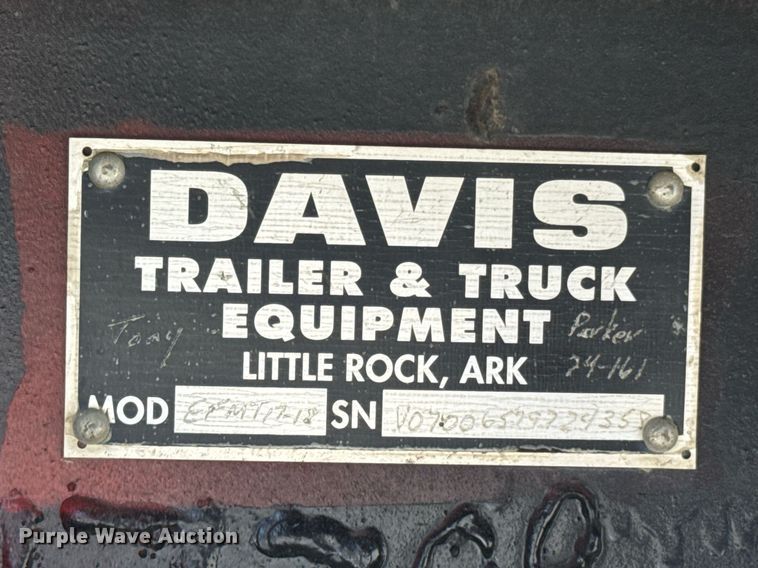 DAVIS
TRAILER & TRUCK
EQUIPMENT
Tony Parker
LITTLE ROCK, ARK 24-161
MOD SN
Purple Wave Auction